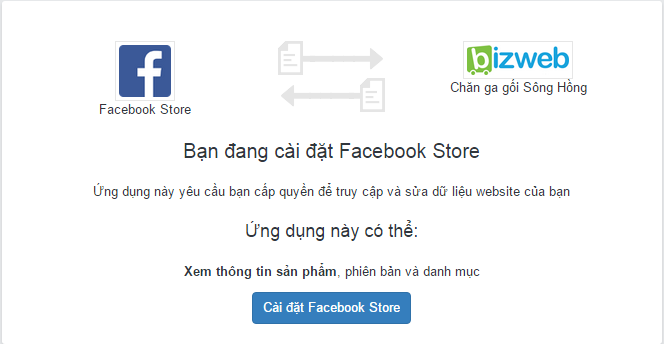 bizweb
Facebook Store
Chăn ga gối Sông Hồng
Bạn đang cài đặt Facebook Store
Ứng dụng này yêu cầu bạn cấp quyền để truy cập và sửa dữ liệu website của bạn
Ứng dụng này có thể:
Xem thông tin sản phẩm, phiên bản và danh mục
Cài đặt Facebook Store